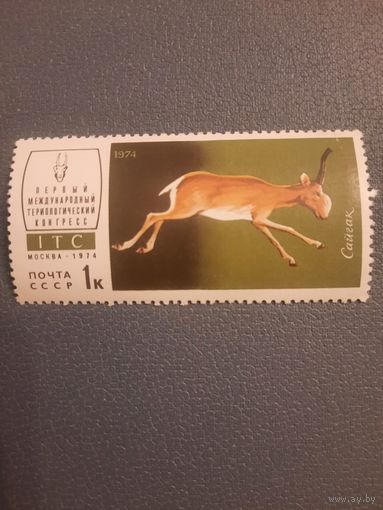 ПЕРВЫЙ
МЕЖДУНАРОДНЫЙ
ТЕРИОЛОГИЧЕСКИЙ
КОНГРЕСС
ITC
МОСКВА - 1974
ПОЧТА
СССР 1К
1974
Сайгак
www.ay.by